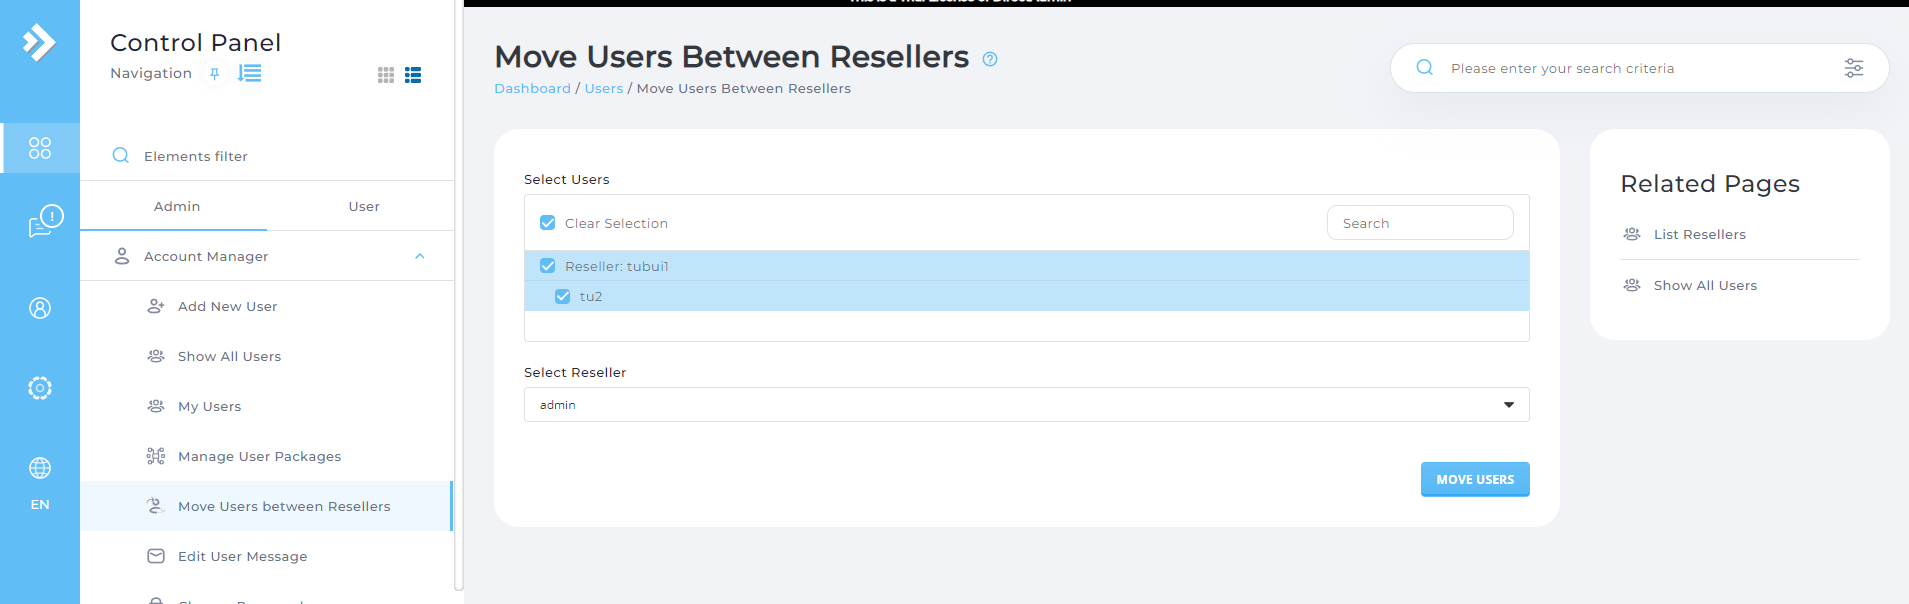 Control Panel
Navigation
Elements filter
Admin
User
Account Manager
Add New User
Show All Users
My Users
Manage User Packages
Move Users between Resellers
Edit User Message
EN
Move Users Between Resellers
Dashboard / Users / Move Users Between Resellers
Please enter your search criteria
Select Users
Clear Selection
Search
Reseller: tubui1
tu2
Select Reseller
admin
MOVE USERS
Related Pages
List Resellers
Show All Users